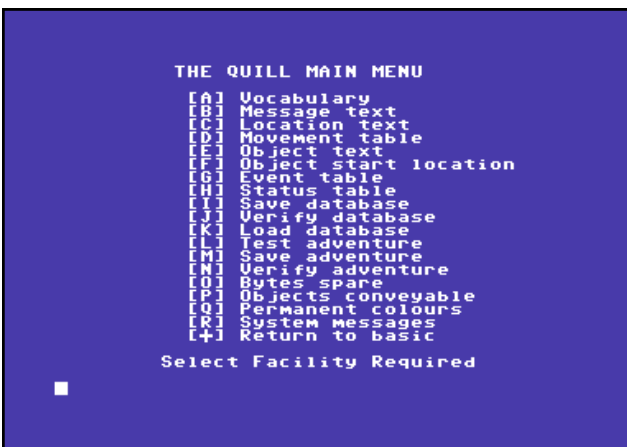 THE QUILL MAIN MENU
[A] Vocabulary
[B] Message text
[C] Location text
[D] Movement table
[E] Object text
[F] Object start location
[G] Event table
[H] Status table
[I] Save database
[J] Verify database
[K] Load database
[L] Test adventure
[M] Save adventure
[N] Verify adventure
[O] Bytes spare
[P] Objects conveyable
[Q] Permanent colours
[R] System messages
[+] Return to basic
Select Facility Required